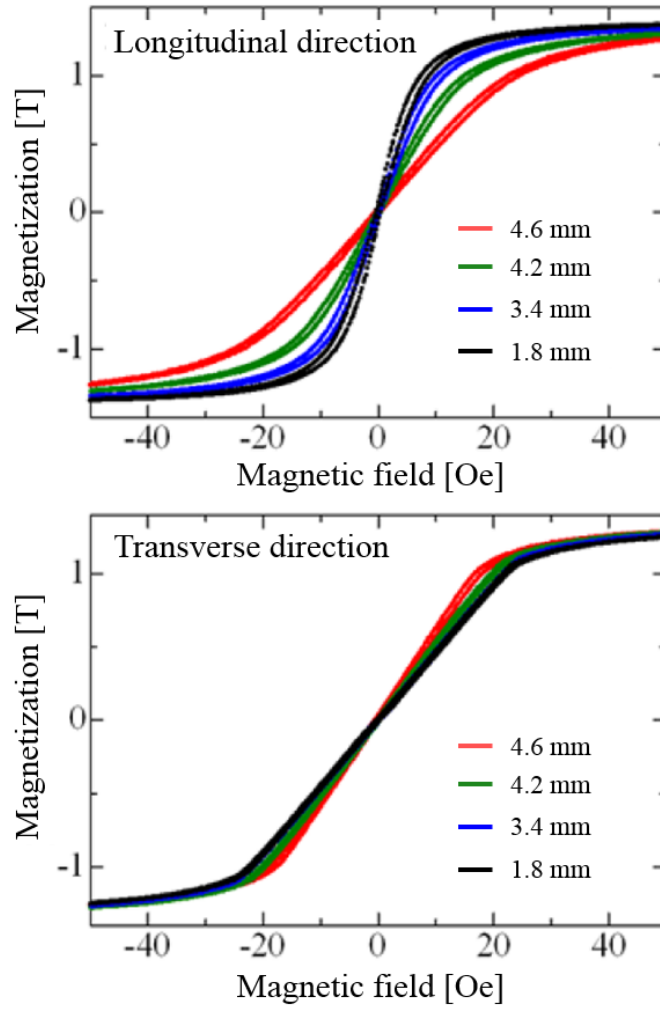 Longitudinal direction
Magnetization [T]
1
0
-1
4.6 mm
4.2 mm
3.4 mm
1.8 mm
-40 -20 0 20 40
Magnetic field [Oe]
Transverse direction
Magnetization [T]
1
0
-1
4.6 mm
4.2 mm
3.4 mm
1.8 mm
-40 -20 0 20 40
Magnetic field [Oe]